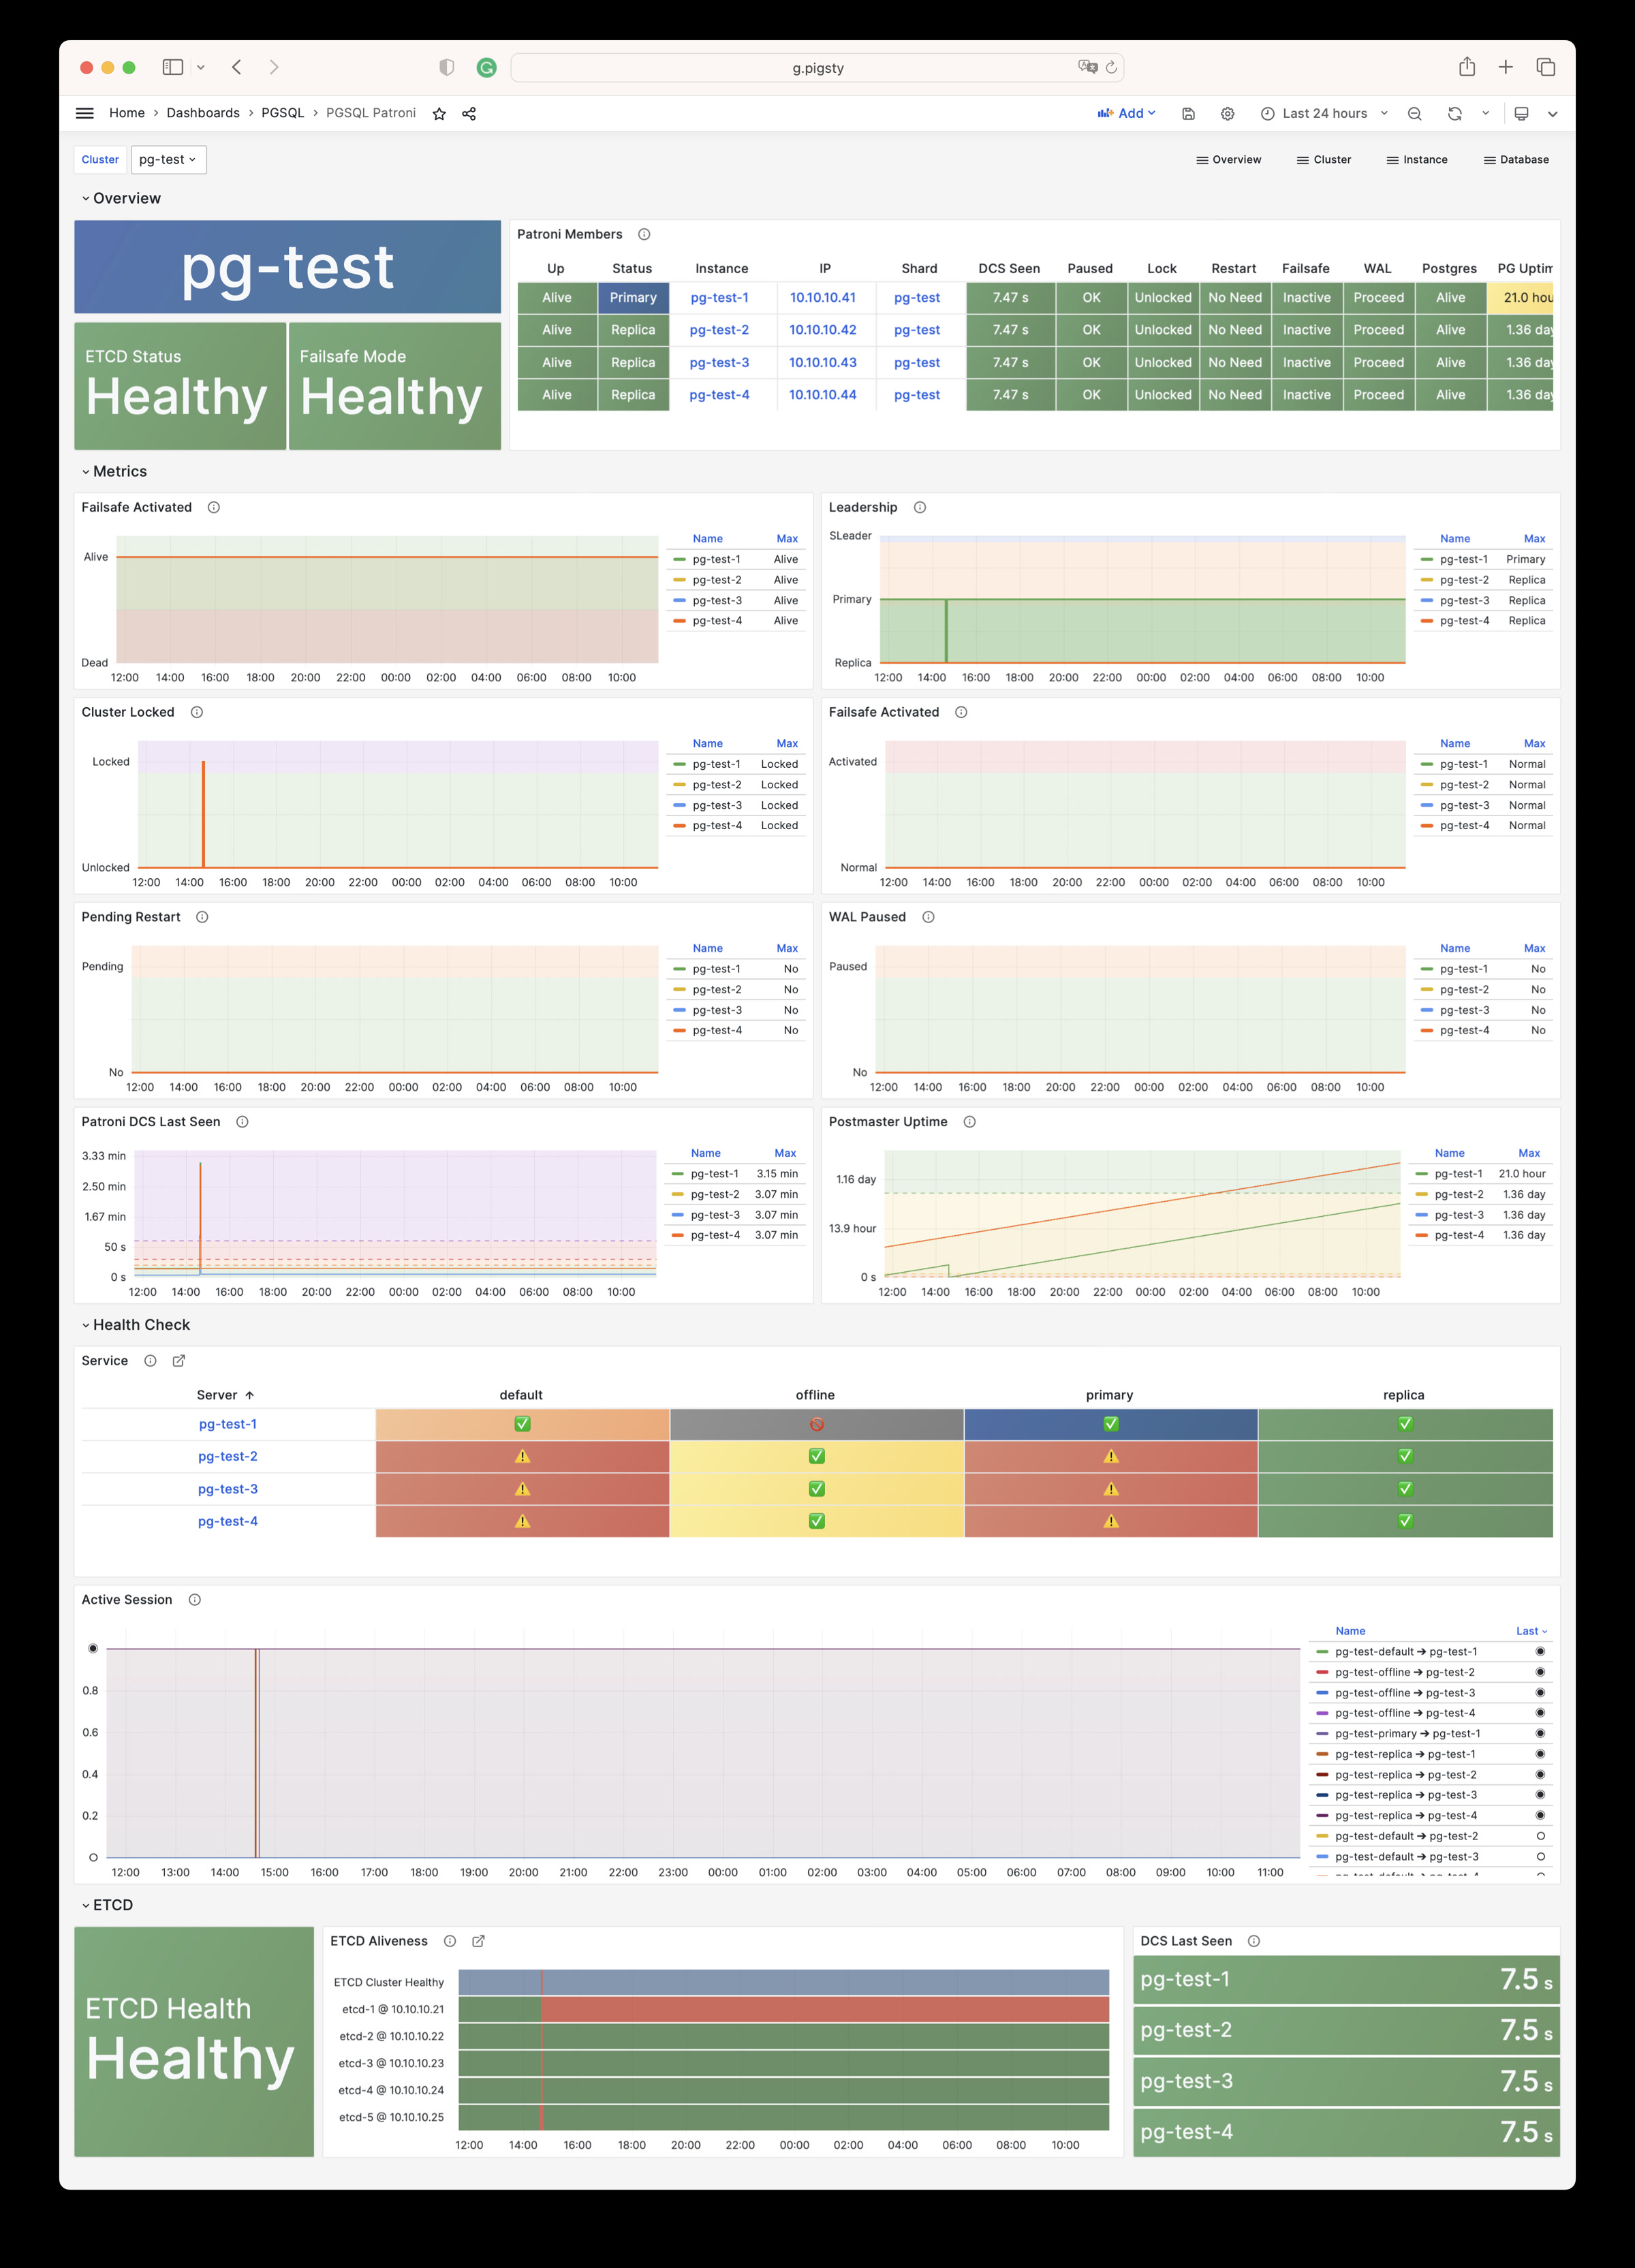 g.pigsty
Home > Dashboards > PGSQL > PGSQL Patroni
Add
Last 24 hours
Cluster pg-test
Overview Cluster Instance Database
Overview
pg-test
ETCD Status
Healthy
Failsafe Mode
Healthy
Patroni Members
Up Status Instance IP Shard DCS Seen Paused Lock Restart Failsafe WAL Postgres PG Uptim
Alive Primary pg-test-1 10.10.10.41 pg-test 7.47 s OK Unlocked No Need Inactive Proceed Alive 21.0 hou
Alive Replica pg-test-2 10.10.10.42 pg-test 7.47 s OK Unlocked No Need Inactive Proceed Alive 1.36 day
Alive Replica pg-test-3 10.10.10.43 pg-test 7.47 s OK Unlocked No Need Inactive Proceed Alive 1.36 day
Alive Replica pg-test-4 10.10.10.44 pg-test 7.47 s OK Unlocked No Need Inactive Proceed Alive 1.36 day
Metrics
Failsafe Activated
Alive
Dead
12:00 14:00 16:00 18:00 20:00 22:00 00:00 02:00 04:00 06:00 08:00 10:00
Name Max
pg-test-1 Alive
pg-test-2 Alive
pg-test-3 Alive
pg-test-4 Alive
Leadership
SLeader
Primary
Replica
12:00 14:00 16:00 18:00 20:00 22:00 00:00 02:00 04:00 06:00 08:00 10:00
Name Max
pg-test-1 Primary
pg-test-2 Replica
pg-test-3 Replica
pg-test-4 Replica
Cluster Locked
Locked
Unlocked
12:00 14:00 16:00 18:00 20:00 22:00 00:00 02:00 04:00 06:00 08:00 10:00
Name Max
pg-test-1 Locked
pg-test-2 Locked
pg-test-3 Locked
pg-test-4 Locked
Failsafe Activated
Activated
Normal
12:00 14:00 16:00 18:00 20:00 22:00 00:00 02:00 04:00 06:00 08:00 10:00
Name Max
pg-test-1 Normal
pg-test-2 Normal
pg-test-3 Normal
pg-test-4 Normal
Pending Restart
Pending
No
12:00 14:00 16:00 18:00 20:00 22:00 00:00 02:00 04:00 06:00 08:00 10:00
Name Max
pg-test-1 No
pg-test-2 No
pg-test-3 No
pg-test-4 No
WAL Paused
Paused
No
12:00 14:00 16:00 18:00 20:00 22:00 00:00 02:00 04:00 06:00 08:00 10:00
Name Max
pg-test-1 No
pg-test-2 No
pg-test-3 No
pg-test-4 No
Patroni DCS Last Seen
3.33 min
2.50 min
1.67 min
50 s
0 s
12:00 14:00 16:00 18:00 20:00 22:00 00:00 02:00 04:00 06:00 08:00 10:00
Name Max
pg-test-1 3.15 min
pg-test-2 3.07 min
pg-test-3 3.07 min
pg-test-4 3.07 min
Postmaster Uptime
1.16 day
13.9 hour
0 s
12:00 14:00 16:00 18:00 20:00 22:00 00:00 02:00 04:00 06:00 08:00 10:00
Name Max
pg-test-1 21.0 hour
pg-test-2 1.36 day
pg-test-3 1.36 day
pg-test-4 1.36 day
Health Check
Service
Server default offline primary replica
pg-test-1
pg-test-2
pg-test-3
pg-test-4
Active Session
0.8
0.6
0.4
0.2
12:00 13:00 14:00 15:00 16:00 17:00 18:00 19:00 20:00 21:00 22:00 23:00 00:00 01:00 02:00 03:00 04:00 05:00 06:00 07:00 08:00 09:00 10:00 11:00
Name Last
pg-test-default ➔ pg-test-1
pg-test-offline ➔ pg-test-2
pg-test-offline ➔ pg-test-3
pg-test-offline ➔ pg-test-4
pg-test-primary ➔ pg-test-1
pg-test-replica ➔ pg-test-1
pg-test-replica ➔ pg-test-2
pg-test-replica ➔ pg-test-3
pg-test-replica ➔ pg-test-4
pg-test-default ➔ pg-test-2
pg-test-default ➔ pg-test-3
ETCD
ETCD Health
Healthy
ETCD Aliveness
ETCD Cluster Healthy
etcd-1 @ 10.10.10.21
etcd-2 @ 10.10.10.22
etcd-3 @ 10.10.10.23
etcd-4 @ 10.10.10.24
etcd-5 @ 10.10.10.25
12:00 14:00 16:00 18:00 20:00 22:00 00:00 02:00 04:00 06:00 08:00 10:00
DCS Last Seen
pg-test-1 7.5 s
pg-test-2 7.5 s
pg-test-3 7.5 s
pg-test-4 7.5 s